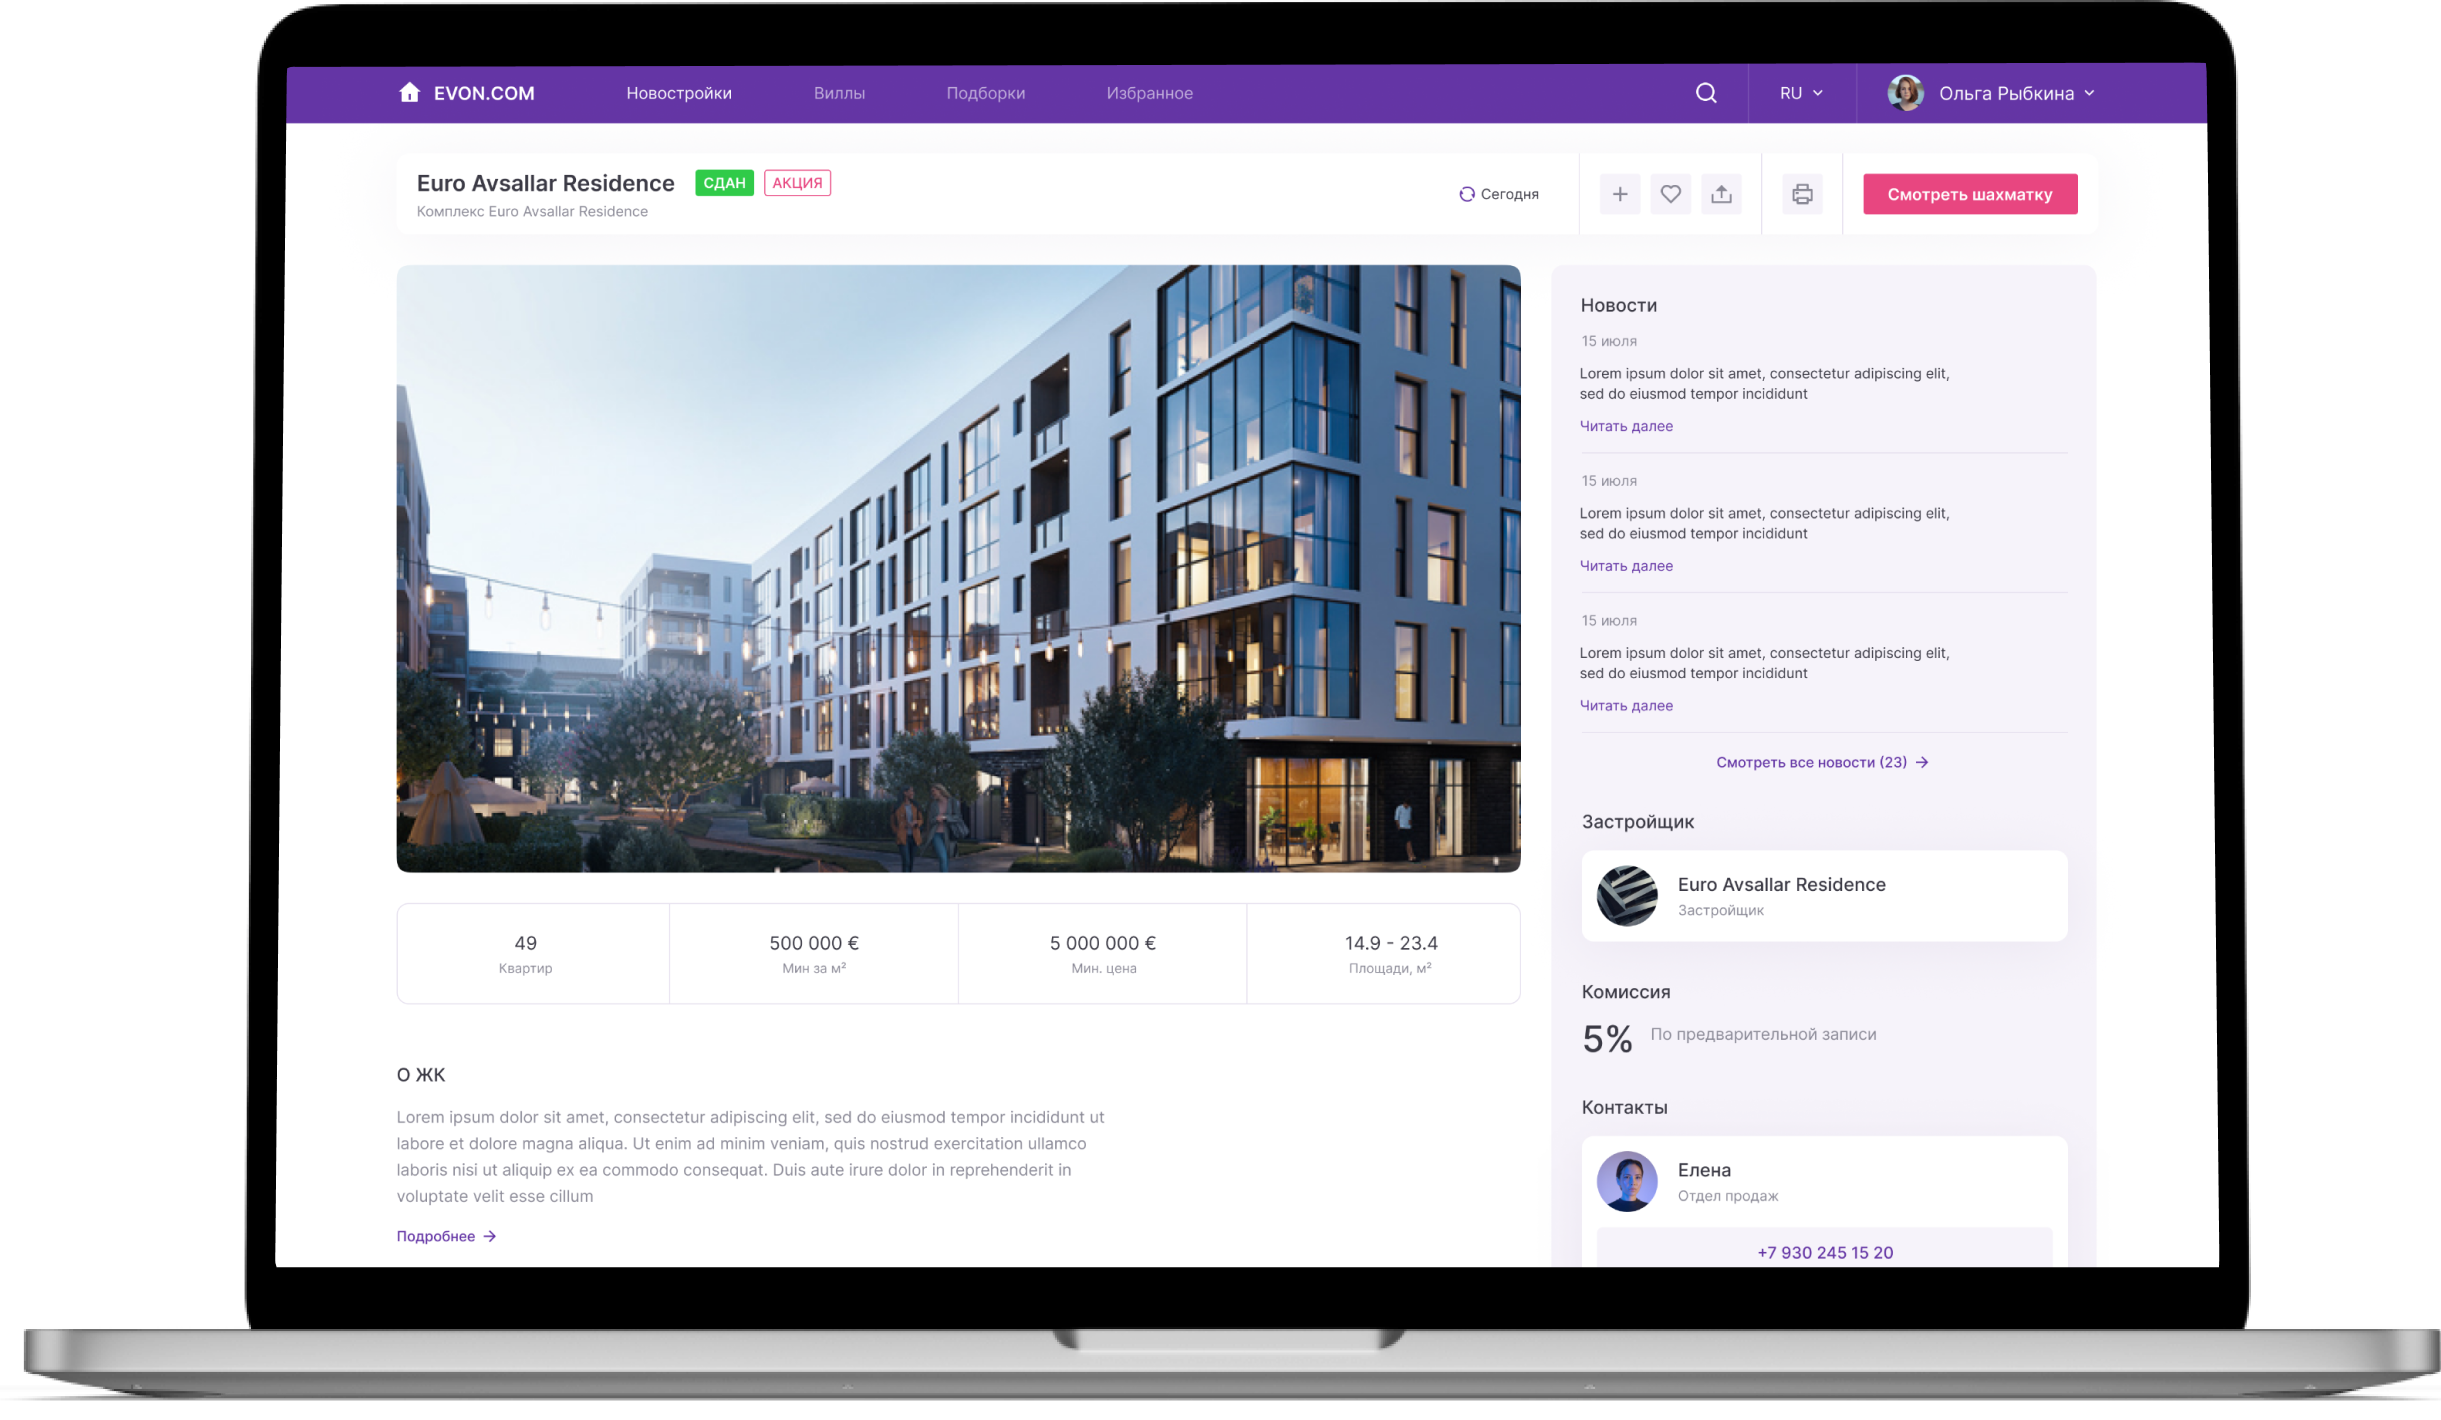 EVON.COM
Новостройки
Виллы
Подборки
Избранное
RU
Ольга Рыбкина
Euro Avsallar Residence
СДАН
АКЦИЯ
Комплекс Euro Avsallar Residence
Сегодня
Смотреть шахматку
Новости
15 июля
Lorem ipsum dolor sit amet, consectetur adipiscing elit,
sed do eiusmod tempor incididunt
Читать далее
15 июля
Lorem ipsum dolor sit amet, consectetur adipiscing elit,
sed do eiusmod tempor incididunt
Читать далее
15 июля
Lorem ipsum dolor sit amet, consectetur adipiscing elit,
sed do eiusmod tempor incididunt
Читать далее
Смотреть все новости (23)
Застройщик
Euro Avsallar Residence
Застройщик
Комиссия
5%
По предварительной записи
Контакты
Елена
Отдел продаж
+7 930 245 15 20
49
Квартир
500 000 €
Мин за м²
5 000 000 €
Мин. цена
14.9 - 23.4
Площади, м²
О ЖК
Lorem ipsum dolor sit amet, consectetur adipiscing elit, sed do eiusmod tempor incididunt ut
labore et dolore magna aliqua. Ut enim ad minim veniam, quis nostrud exercitation ullamco
laboris nisi ut aliquip ex ea commodo consequat. Duis aute irure dolor in reprehenderit in
voluptate velit esse cillum
Подробнее